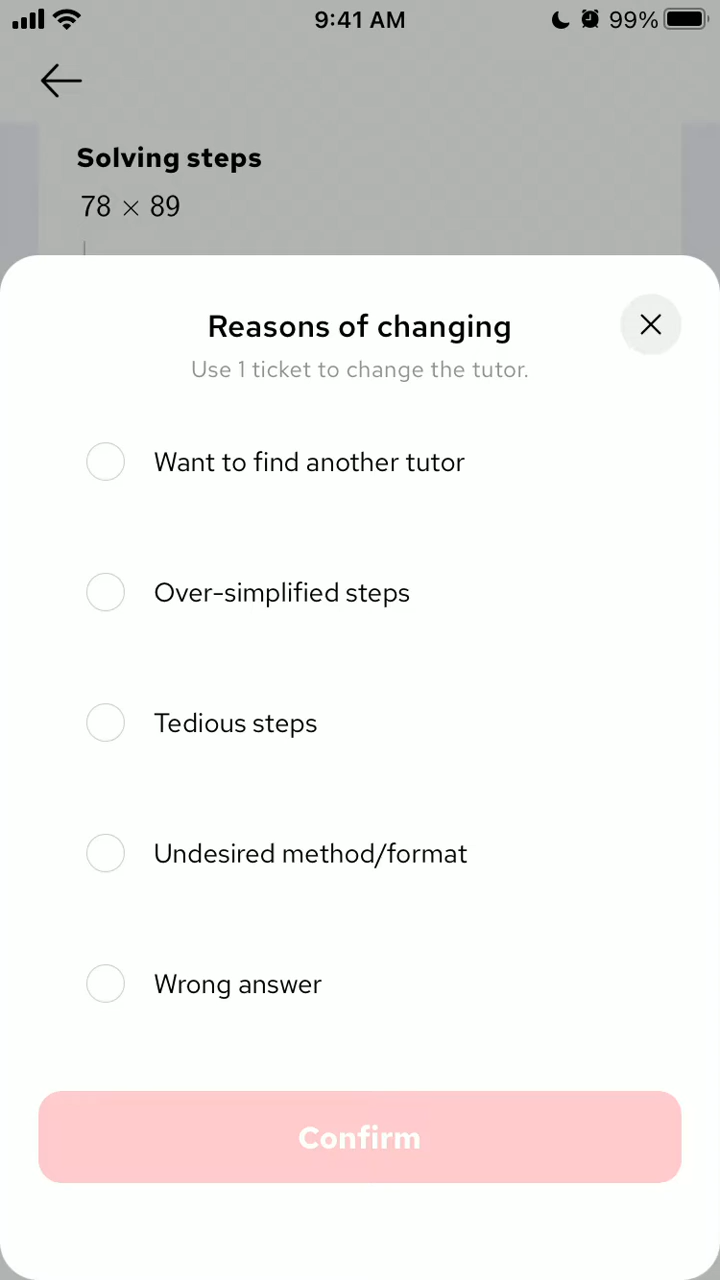 9:41 AM
99%
Solving steps
78 × 89
Reasons of changing
Use 1 ticket to change the tutor.
Want to find another tutor
Over-simplified steps
Tedious steps
Undesired method/format
Wrong answer
Confirm